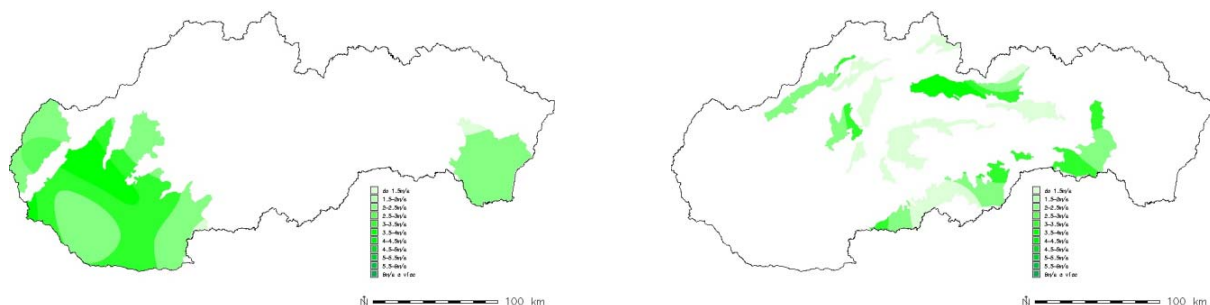 do 1.5m/s
1.5-2m/s
2-2.5m/s
2.5-3m/s
3-3.5m/s
3.5-4m/s
4-4.5m/s
4.5-5m/s
5-5.5m/s
5.5-6m/s
6m/s a viac
N
100 km
do 1.5m/s
1.5-2m/s
2-2.5m/s
2.5-3m/s
3-3.5m/s
3.5-4m/s
4-4.5m/s
4.5-5m/s
5-5.5m/s
5.5-6m/s
6m/s a viac
N
100 km